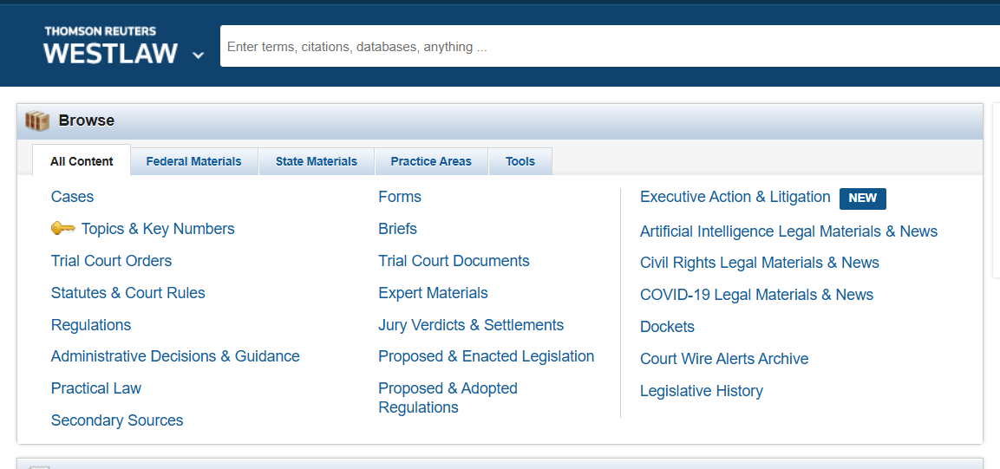 THOMSON REUTERS
WESTLAW
Enter terms, citations, databases, anything ...
Browse
All Content
Federal Materials
State Materials
Practice Areas
Tools
Cases
Topics & Key Numbers
Trial Court Orders
Statutes & Court Rules
Regulations
Administrative Decisions & Guidance
Practical Law
Secondary Sources
Forms
Briefs
Trial Court Documents
Expert Materials
Jury Verdicts & Settlements
Proposed & Enacted Legislation
Proposed & Adopted
Regulations
Executive Action & Litigation NEW
Artificial Intelligence Legal Materials & News
Civil Rights Legal Materials & News
COVID-19 Legal Materials & News
Dockets
Court Wire Alerts Archive
Legislative History